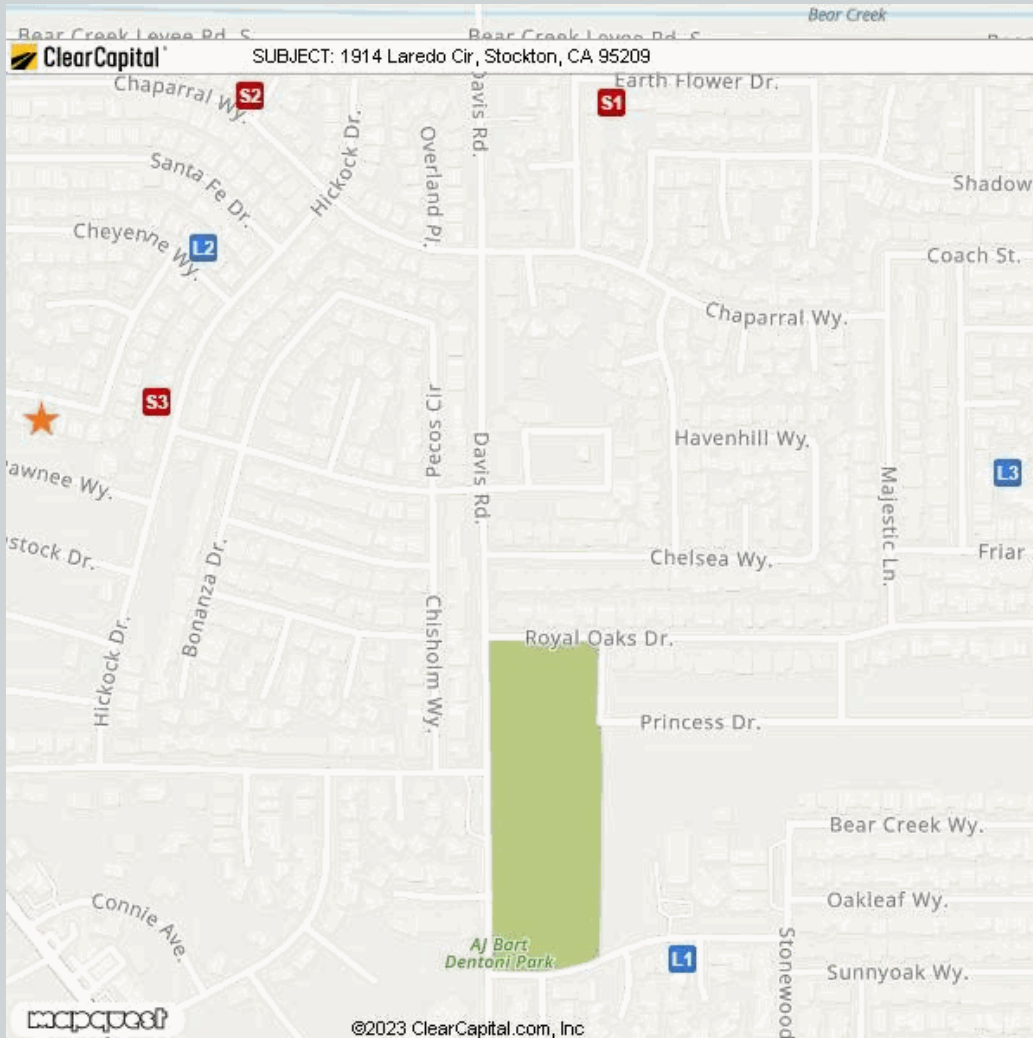 Bear Creek
Bear Creek Levee Rd. S.
Bear Creek Levee Rd. S.
ClearCapital
SUBJECT: 1914 Laredo Cir, Stockton, CA 95209
Chaparral Wy.
S2
Davis Rd.
Earth Flower Dr.
S1
Santa Fe Dr.
Hickock Dr.
Overland Pl.
Shadow
Cheyenne Wy.
L2
Coach St.
Chaparral Wy.
S3
Pecos Cir
Davis Rd.
Havenhill Wy.
awnee Wy.
Majestic Ln.
L3
stock Dr.
Bonanza Dr.
Chelsea Wy.
Friar
Hickock Dr.
Chisholm Wy.
Royal Oaks Dr.
Princess Dr.
Bear Creek Wy.
Connie Ave.
Oakleaf Wy.
AJ Bart
Dentoni Park
L1
Stonewood
Sunnyoak Wy.
mapquest
©2023 ClearCapital.com, Inc